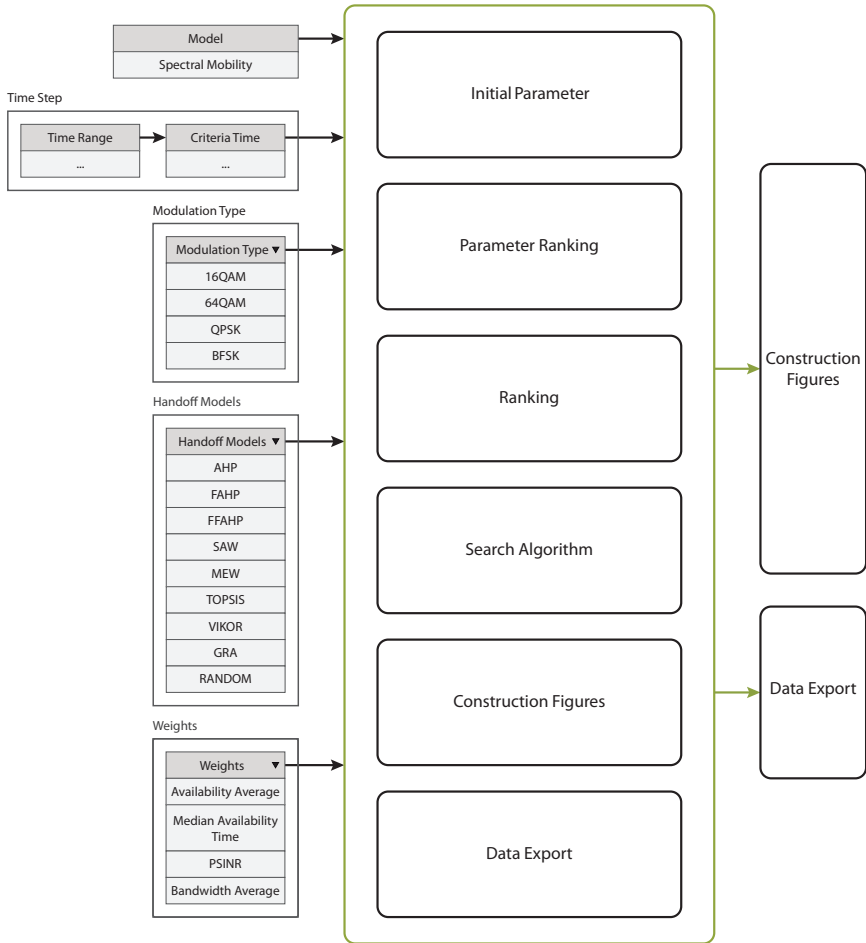 Model
Spectral Mobility
Time Step
Time Range
Criteria Time
...
...
Modulation Type
Modulation Type
16QAM
64QAM
QPSK
BFSK
Handoff Models
Handoff Models
AHP
FAHP
FFAHP
SAW
MEW
TOPSIS
VIKOR
GRA
RANDOM
Weights
Weights
Availability Average
Median Availability
Time
PSINR
Bandwidth Average
Initial Parameter
Parameter Ranking
Ranking
Search Algorithm
Construction Figures
Data Export
Construction
Figures
Data Export